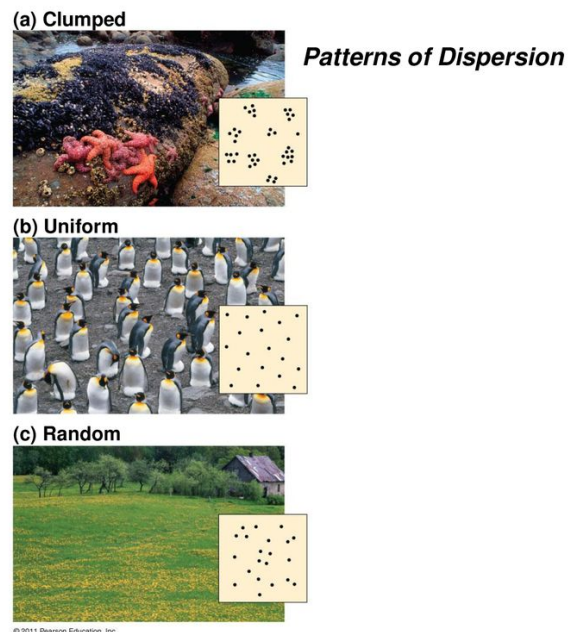 (a) Clumped
Patterns of Dispersion
(b) Uniform
(c) Random
© 2011 Pearson Education, Inc.